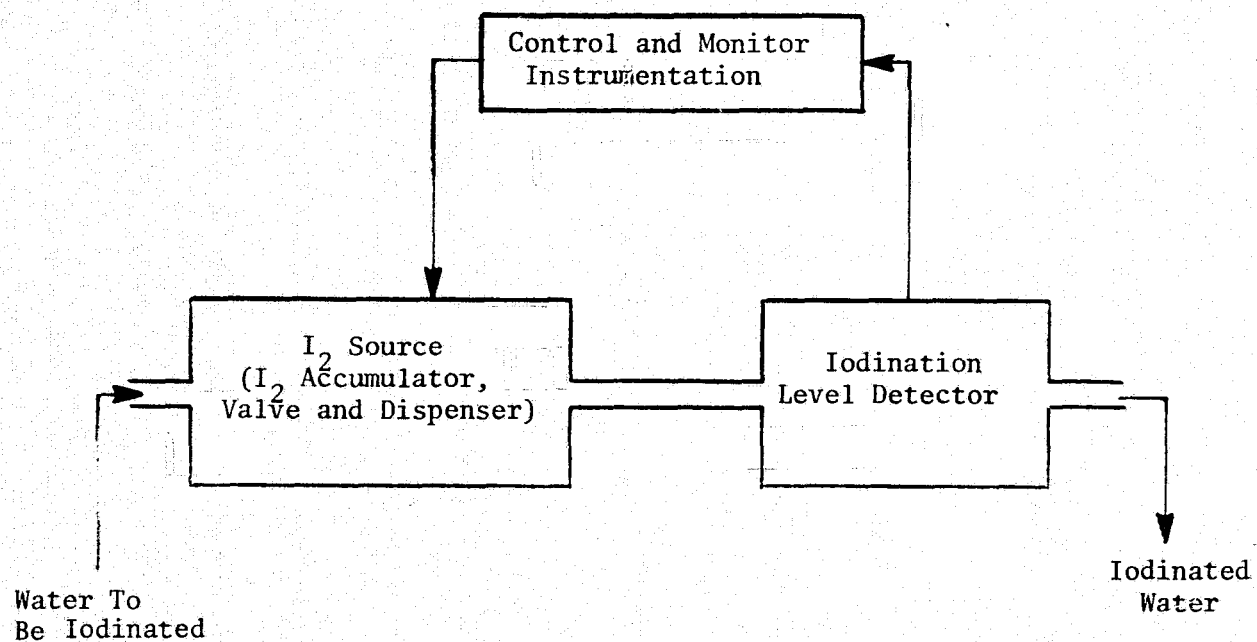 Control and Monitor
Instrumentation
I2 Source
(I2 Accumulator,
Valve and Dispenser)
Iodination
Level Detector
Water To
Be Iodinated
Iodinated
Water